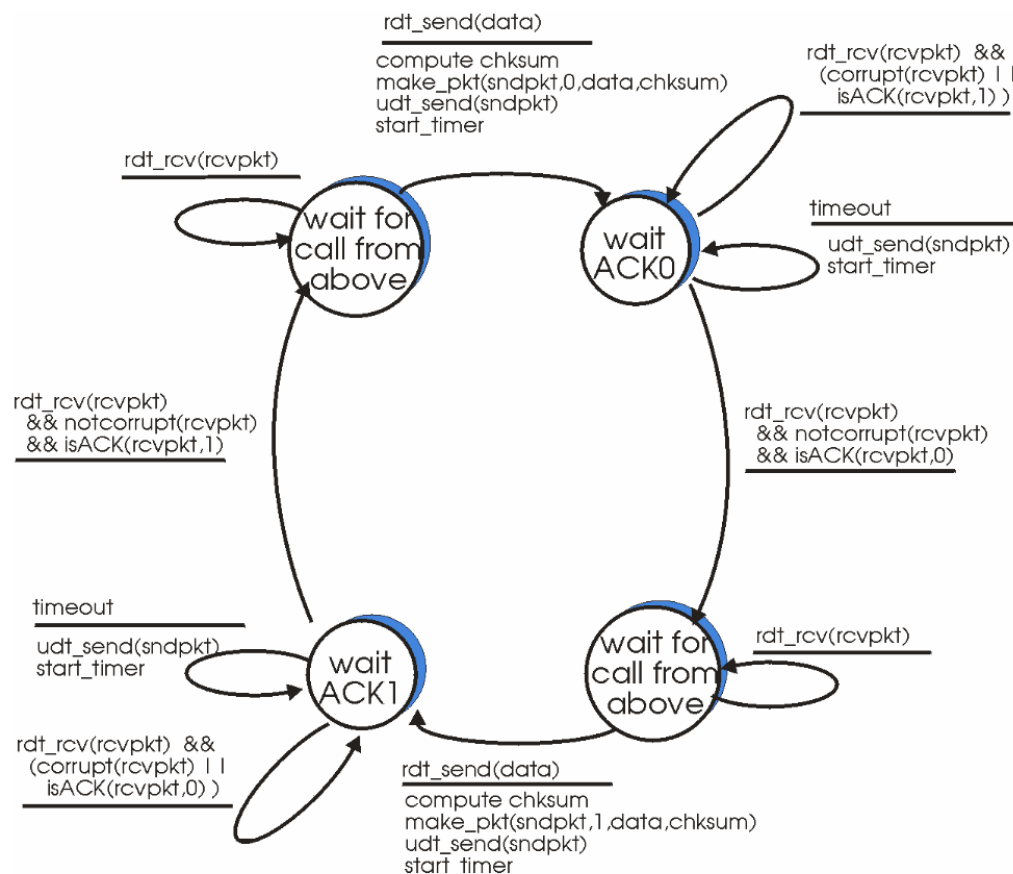 rdt_send(data)
compute chksum
make_pkt(sndpkt,0,data,chksum)
udt_send(sndpkt)
start_timer
rdt_rcv(rcvpkt) &&
(corrupt(rcvpkt) | |
isACK(rcvpkt,1) )
rdt_rcv(rcvpkt)
wait for
call from
above
wait
ACK0
timeout
udt_send(sndpkt)
start_timer
rdt_rcv(rcvpkt)
&& notcorrupt(rcvpkt)
&& isACK(rcvpkt,1)
rdt_rcv(rcvpkt)
&& notcorrupt(rcvpkt)
&& isACK(rcvpkt,0)
timeout
udt_send(sndpkt)
start_timer
wait
ACK1
wait for
call from
above
rdt_rcv(rcvpkt)
rdt_rcv(rcvpkt) &&
(corrupt(rcvpkt) | |
isACK(rcvpkt,0) )
rdt_send(data)
compute chksum
make_pkt(sndpkt,1,data,chksum)
udt_send(sndpkt)
start_timer